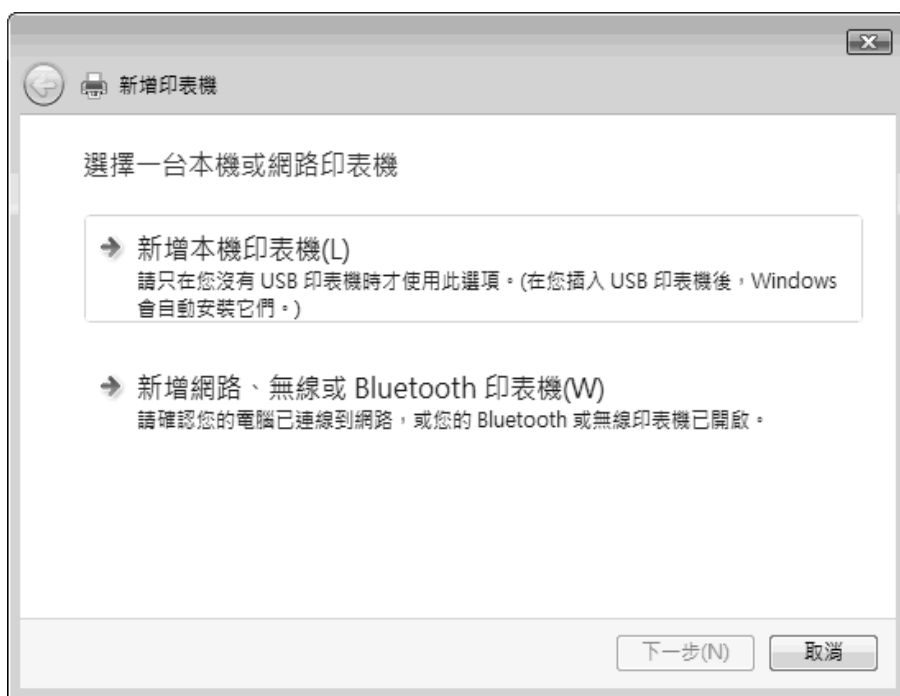 新增印表機
選擇一台本機或網路印表機
新增本機印表機(L)
請只在您沒有 USB 印表機時才使用此選項。(在您插入 USB 印表機後，Windows
會自動安裝它們。)
新增網路、無線或 Bluetooth 印表機(W)
請確認您的電腦已連線到網路，或您的 Bluetooth 或無線印表機已開啟。
下一步(N)
取消